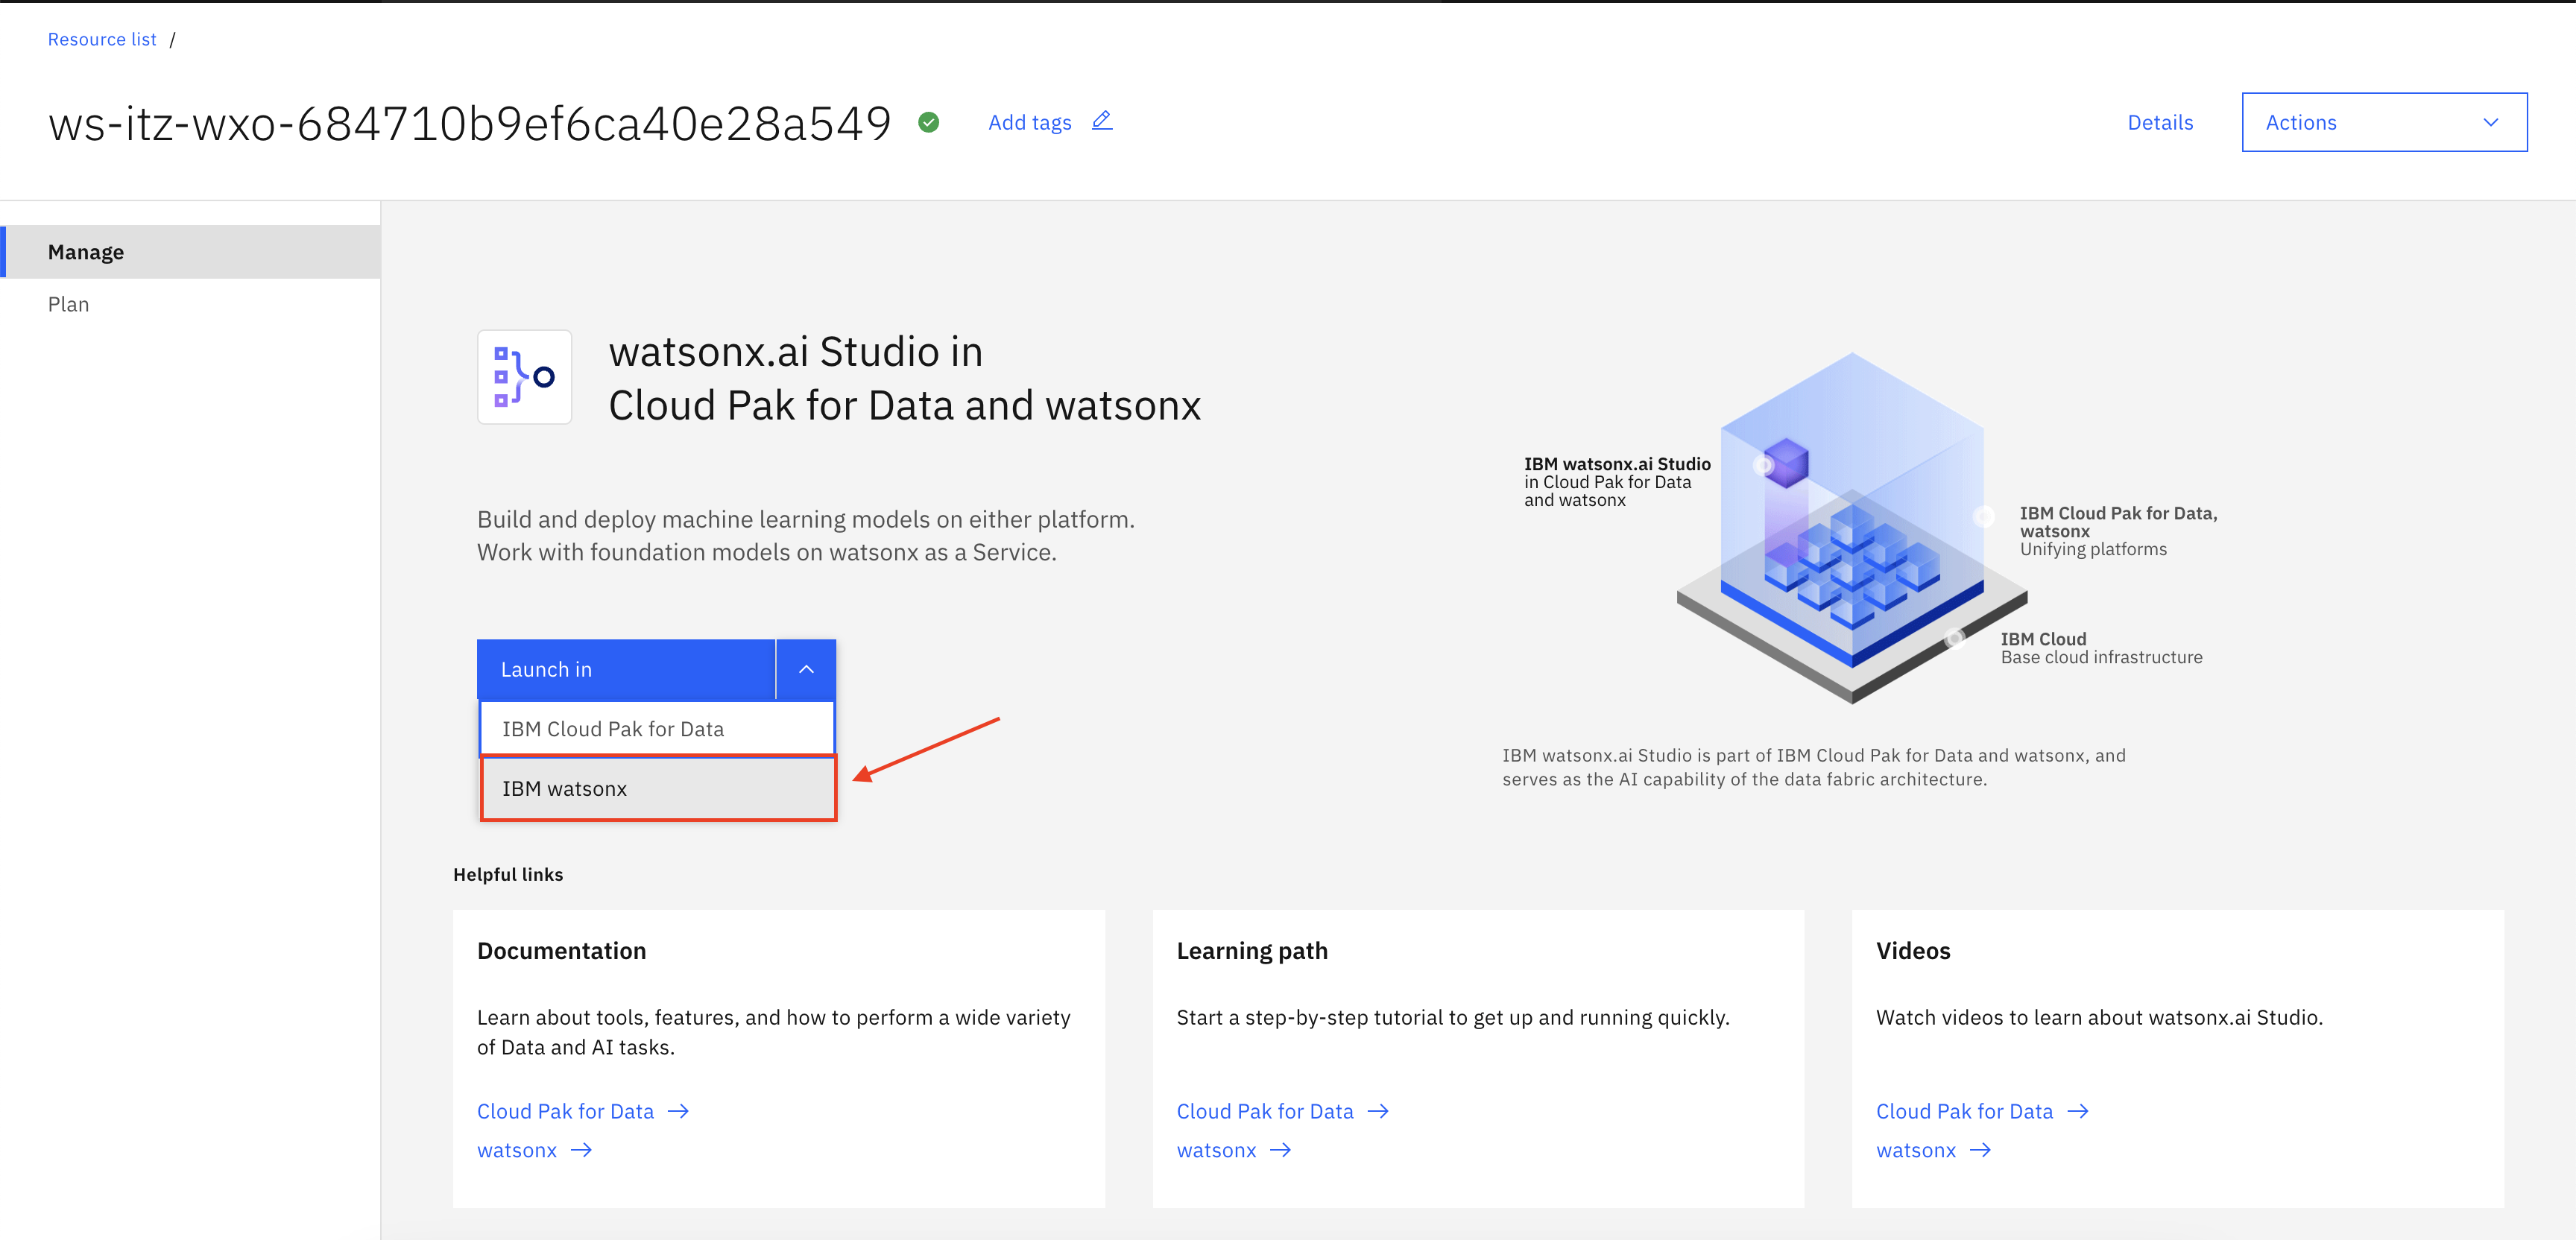 Resource list /
ws-itz-wxo-684710b9ef6ca40e28a549
Add tags
Details
Actions
Manage
Plan
watsonx.ai Studio in
Cloud Pak for Data and watsonx
Build and deploy machine learning models on either platform.
Work with foundation models on watsonx as a Service.
Launch in
IBM Cloud Pak for Data
IBM watsonx
IBM watsonx.ai Studio
in Cloud Pak for Data
and watsonx
IBM Cloud Pak for Data,
watsonx
Unifying platforms
IBM Cloud
Base cloud infrastructure
IBM watsonx.ai Studio is part of IBM Cloud Pak for Data and watsonx, and
serves as the AI capability of the data fabric architecture.
Helpful links
Documentation
Learn about tools, features, and how to perform a wide variety
of Data and AI tasks.
Cloud Pak for Data
watsonx
Learning path
Start a step-by-step tutorial to get up and running quickly.
Cloud Pak for Data
watsonx
Videos
Watch videos to learn about watsonx.ai Studio.
Cloud Pak for Data
watsonx